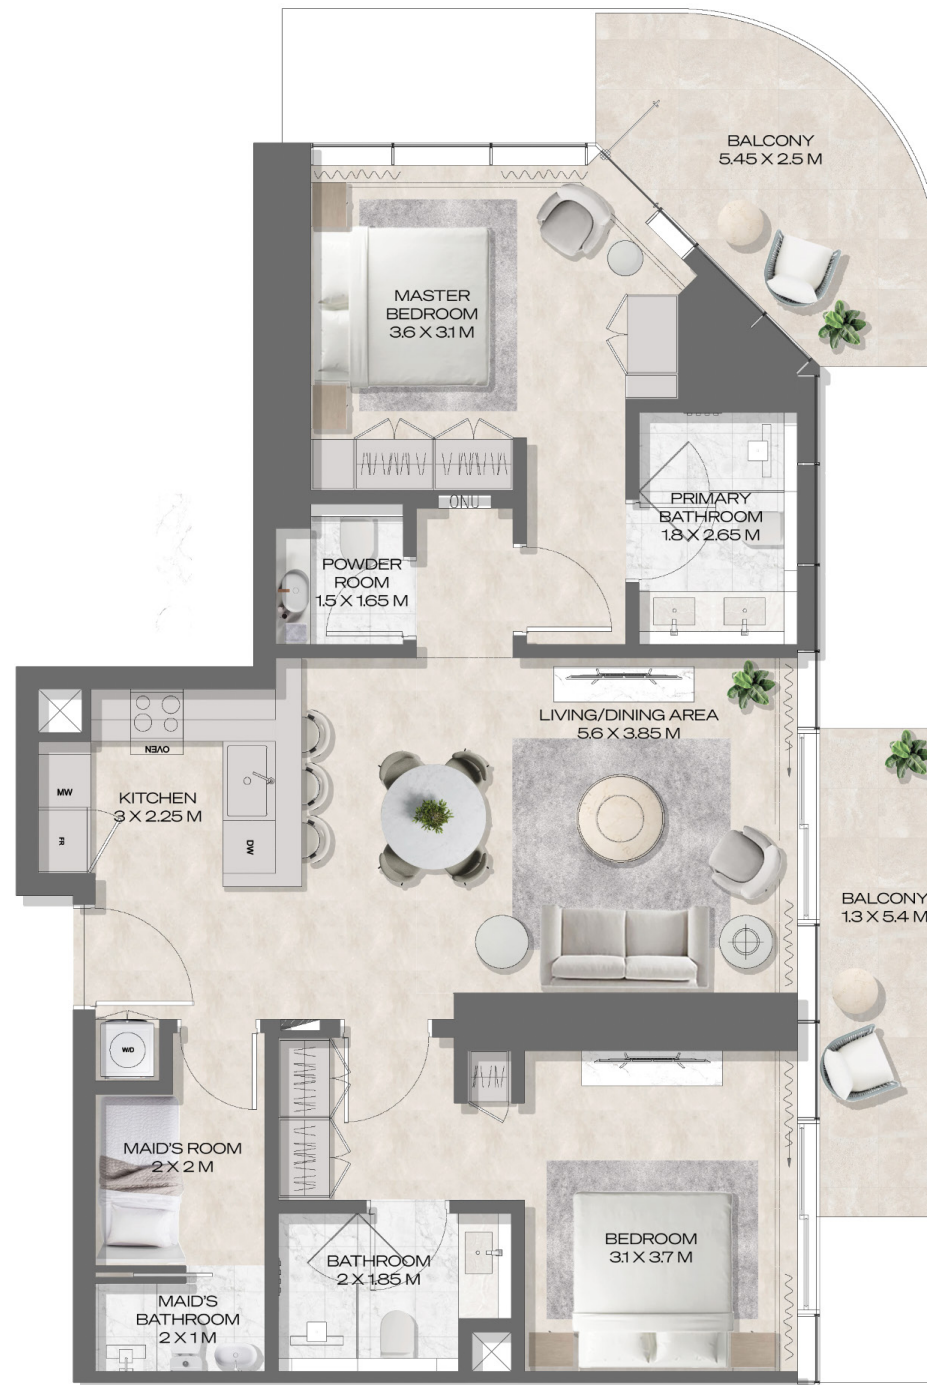 BALCONY
5.45 X 2.5 M
MASTER
BEDROOM
3.6 X 3.1 M
ONU
PRIMARY
BATHROOM
1.8 X 2.65 M
POWDER
ROOM
1.5 X 1.65 M
LIVING/DINING AREA
5.6 X 3.85 M
OVEN
MW
KITCHEN
3 X 2.25 M
FR
DW
BALCONY
1.3 X 5.4 M
W/D
MAID'S ROOM
2 X 2 M
BEDROOM
3.1 X 3.7 M
BATHROOM
2 X 1.85 M
MAID'S
BATHROOM
2 X 1 M